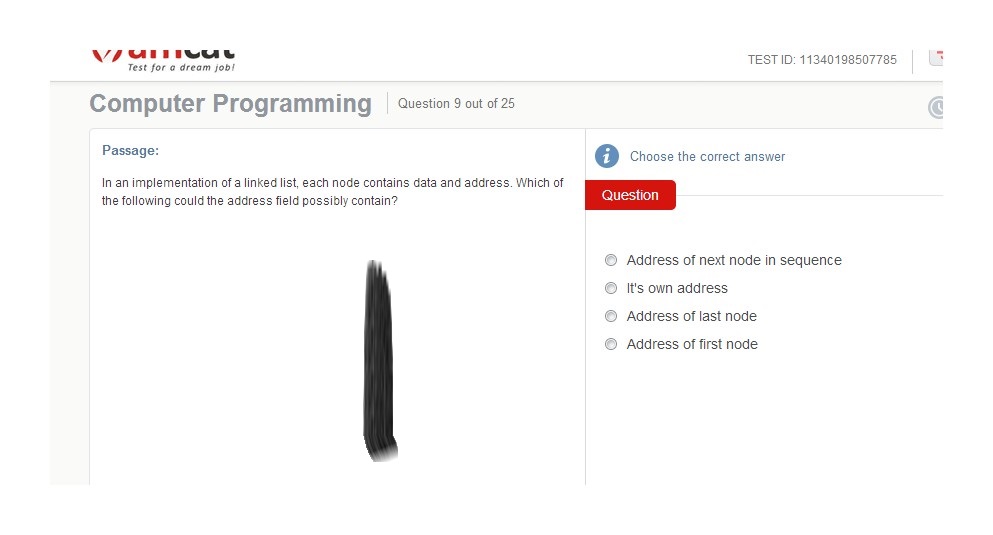 Test for a dream job!
TEST ID: 11340198507785
Computer Programming
Question 9 out of 25
Passage:
In an implementation of a linked list, each node contains data and address. Which of
the following could the address field possibly contain?
Choose the correct answer
Question
Address of next node in sequence
It's own address
Address of last node
Address of first node